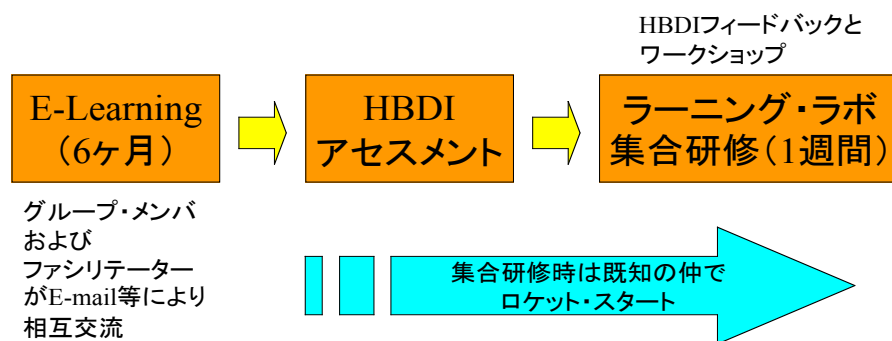 HBDIフィードバックと
ワークショップ
E-Learning
（6ヶ月）
HBDI
アセスメント
ラーニング・ラボ
集合研修（1週間）
グループ・メンバ
および
ファシリテーター
がE-mail等により
相互交流
集合研修時は既知の仲で
ロケット・スタート